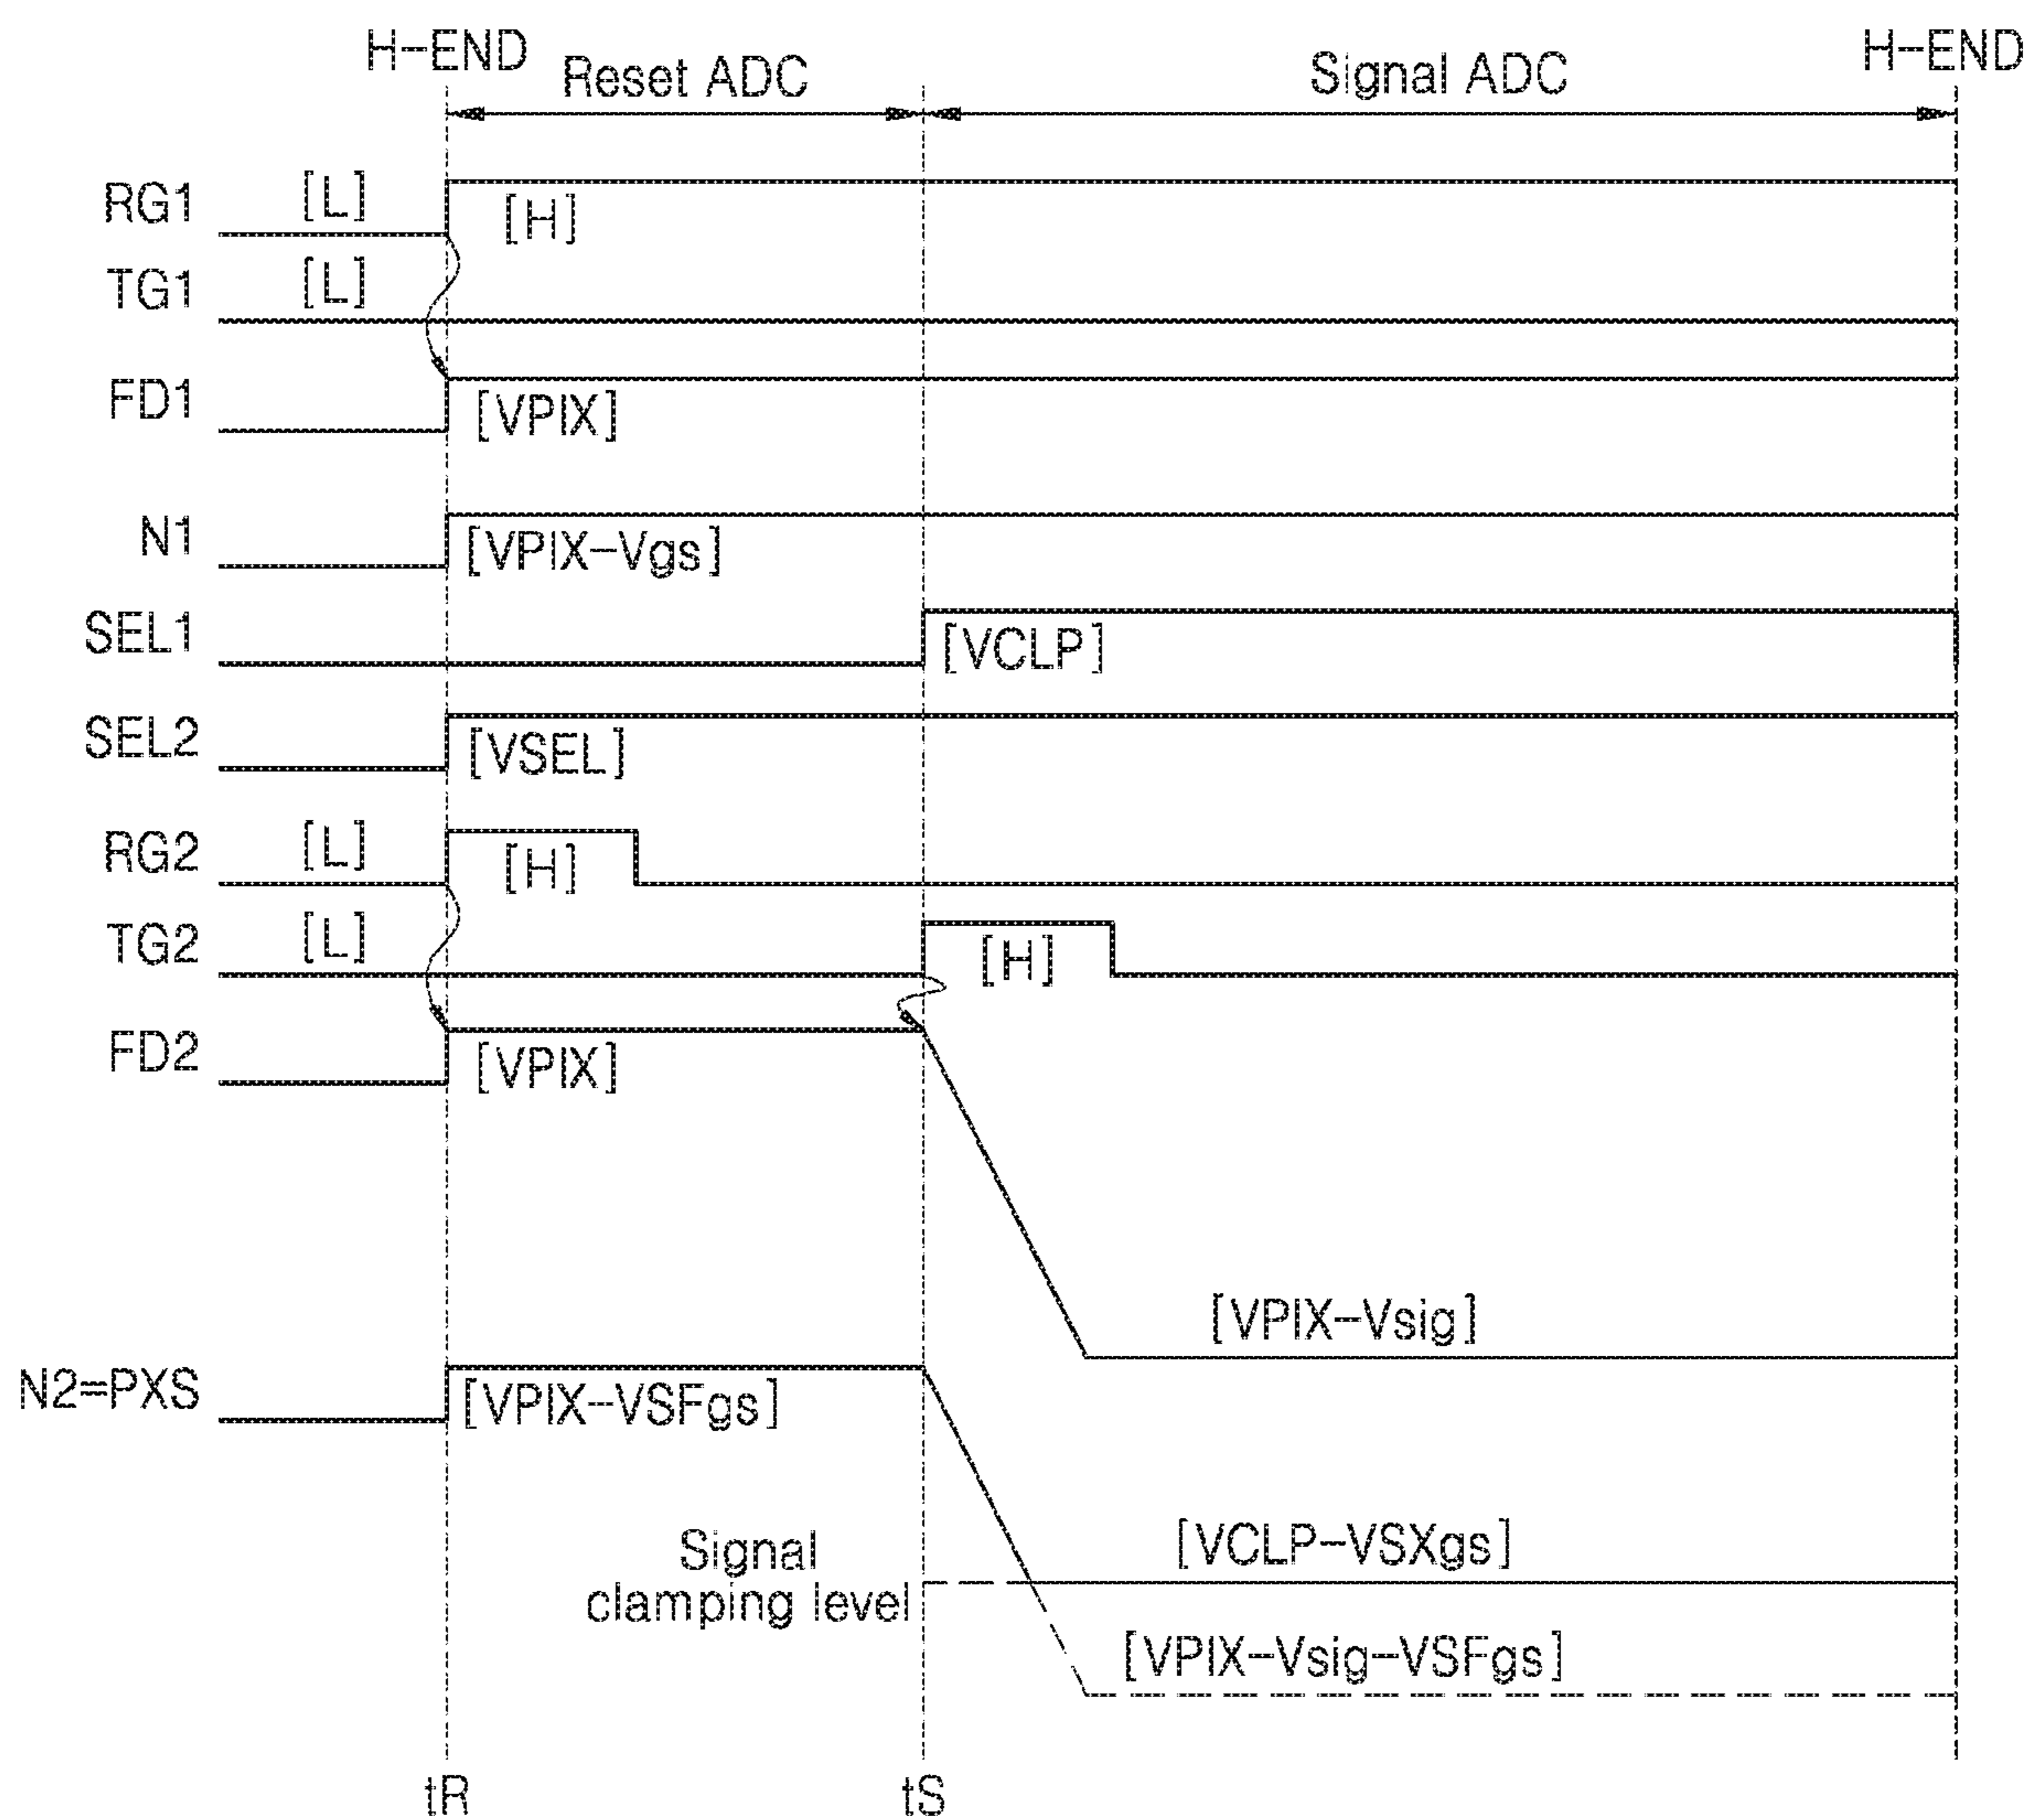 H-END
Reset ADC
Signal ADC
H-END
RG1 [L] [H]
TG1 [L]
FD1 [VPIX]
N1 [VPIX-Vgs]
SEL1 [VCLP]
SEL2 [VSEL]
RG2 [L] [H]
TG2 [L] [H]
FD2 [VPIX]
[VPIX-Vsig]
N2=PXS [VPIX-VSFgs]
Signal
clamping level
[VCLP-VSXgs]
[VPIX-Vsig-VSFgs]
tR tS